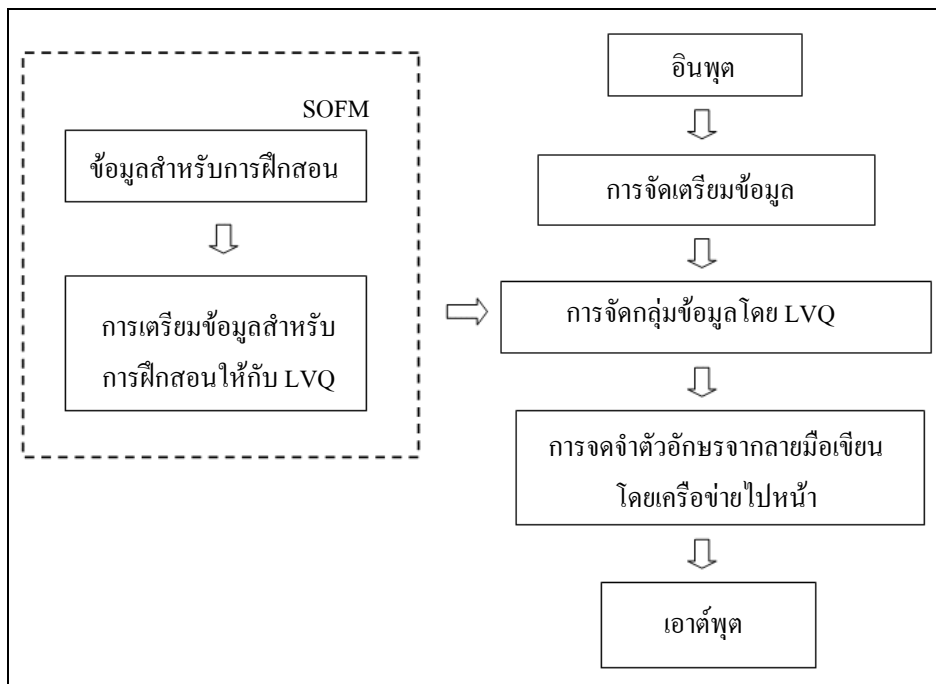 SOFM
ข้อมูลสำหรับการฝึกสอน
การเตรียมข้อมูลสำหรับ
การฝึกสอนให้กับ LVQ
อินพุต
การจัดเตรียมข้อมูล
การจัดกลุ่มข้อมูลโดย LVQ
การจดจำตัวอักษรจากลายมือเขียน
โดยเครือข่ายไปหน้า
เอาต์พุต